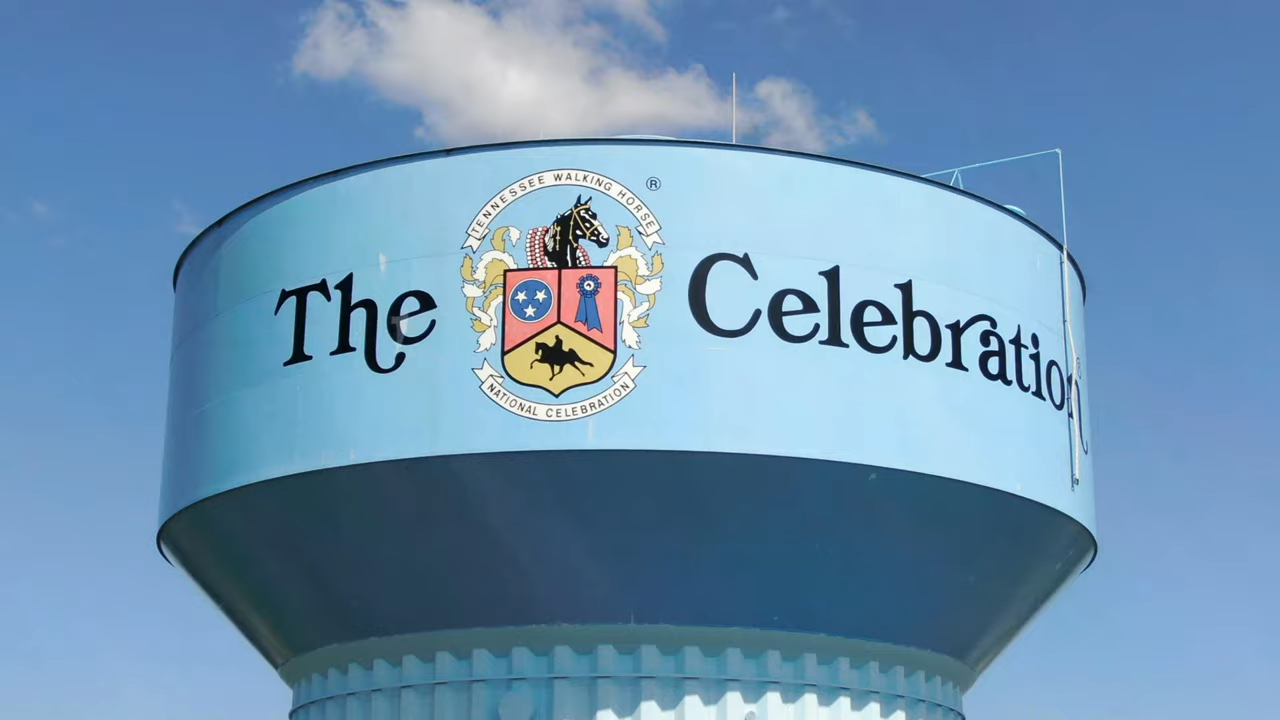 TENNESSEE WALKING HORSE ®
The Celebration®
NATIONAL CELEBRATION